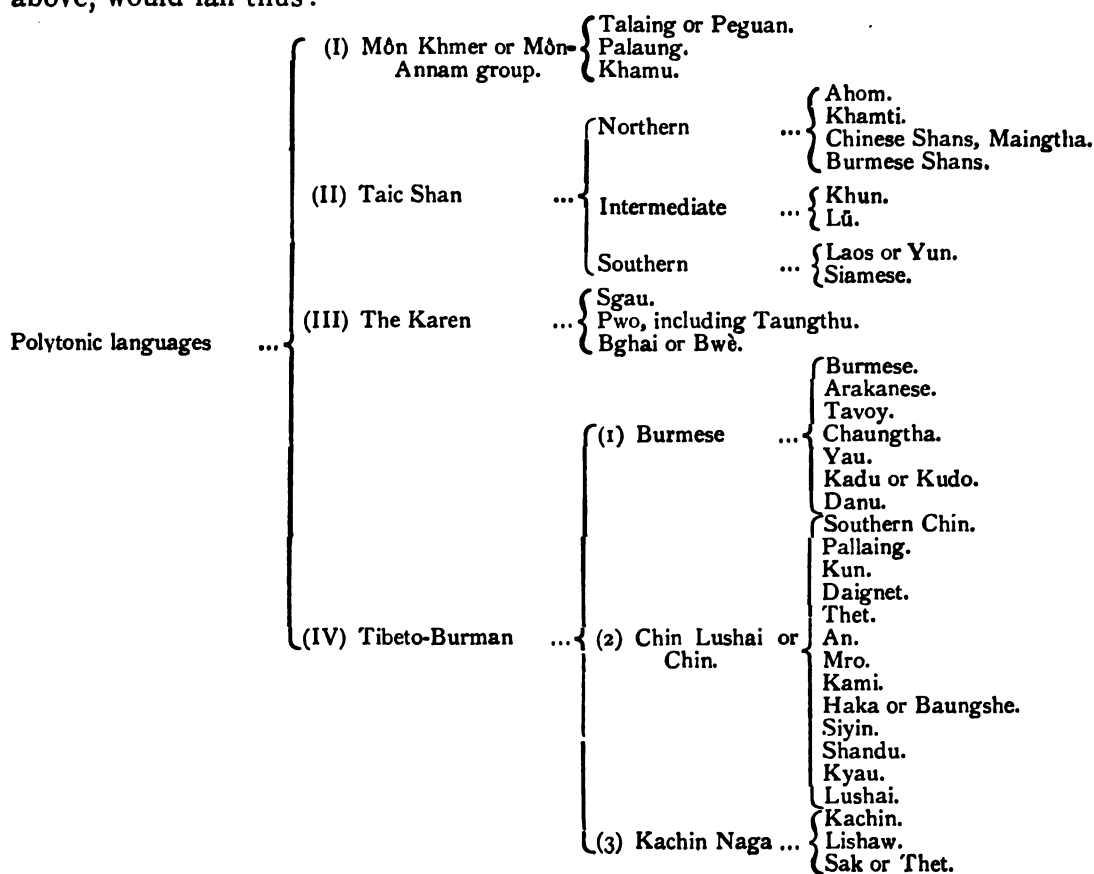 above, would fall thus:
Talaing or Peguan.
(I) Môn Khmer or Môn- Palaung.
Annam group. Khamu.
Ahom.
Khamti.
Northern ... Chinese Shans, Maingtha.
Burmese Shans.
(II) Taic Shan ... Intermediate ... Khun.
Lū.
Southern ... Laos or Yun.
Siamese.
Sgau.
(III) The Karen ... Pwo, including Taungthu.
Polytonic languages ... Bghai or Bwè.
Burmese.
Arakanese.
Tavoy.
(1) Burmese ... Chaungtha.
Yau.
Kadu or Kudo.
Danu.
Southern Chin.
Pallaing.
Kun.
Daignet.
Thet.
(IV) Tibeto-Burman ... (2) Chin Lushai or An.
Chin. Mro.
Kami.
Haka or Baungshe.
Siyin.
Shandu.
Kyau.
Lushai.
Kachin.
(3) Kachin Naga ... Lishaw.
Sak or Thet.